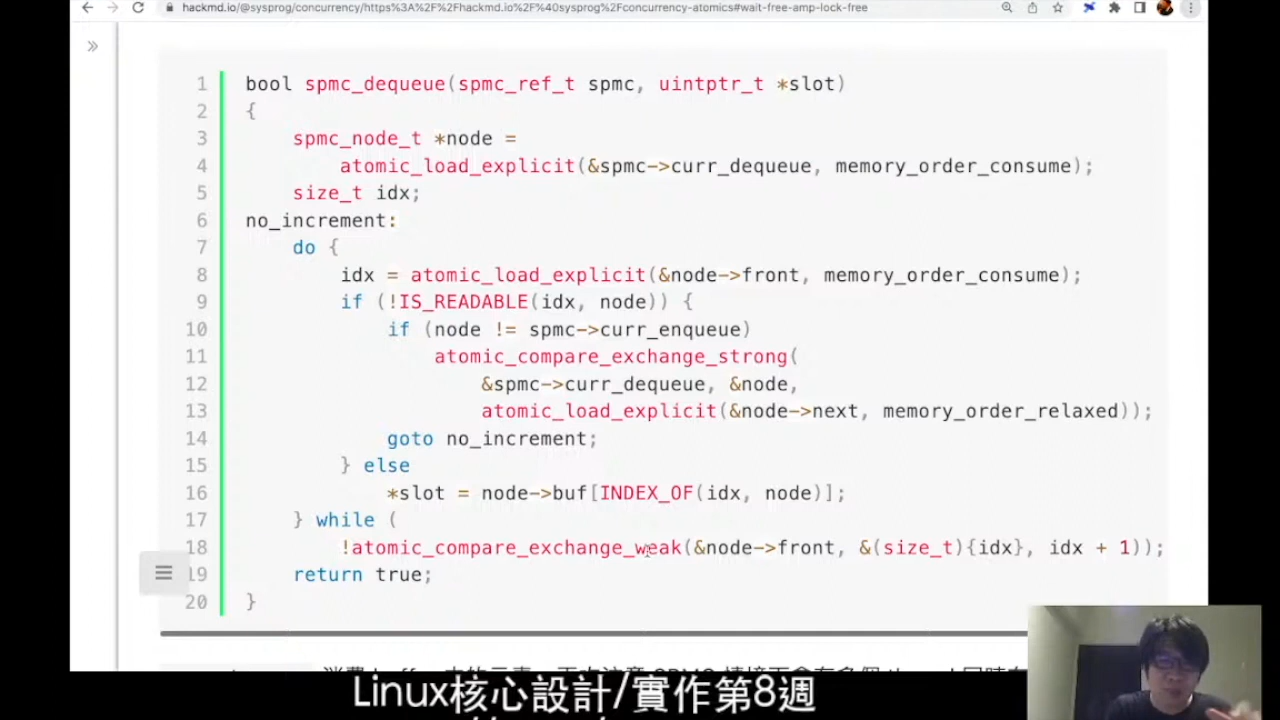 hackmd.io/@sysprog/concurrency/https%3A%2F%2Fhackmd.io%2F%40sysprog%2Fconcurrency-atomics#wait-free-amp-lock-free
1 bool spmc_dequeue(spmc_ref_t spmc, uintptr_t *slot)
2 {
3 spmc_node_t *node =
4 atomic_load_explicit(&spmc->curr_dequeue, memory_order_consume);
5 size_t idx;
6 no_increment:
7 do {
8 idx = atomic_load_explicit(&node->front, memory_order_consume);
9 if (!IS_READABLE(idx, node)) {
10 if (node != spmc->curr_enqueue)
11 atomic_compare_exchange_strong(
12 &spmc->curr_dequeue, &node,
13 atomic_load_explicit(&node->next, memory_order_relaxed));
14 goto no_increment;
15 } else
16 *slot = node->buf[INDEX_OF(idx, node)];
17 } while (
18 !atomic_compare_exchange_weak(&node->front, &(size_t){idx}, idx + 1));
19 return true;
20 }
Linux核心設計/實作第8週